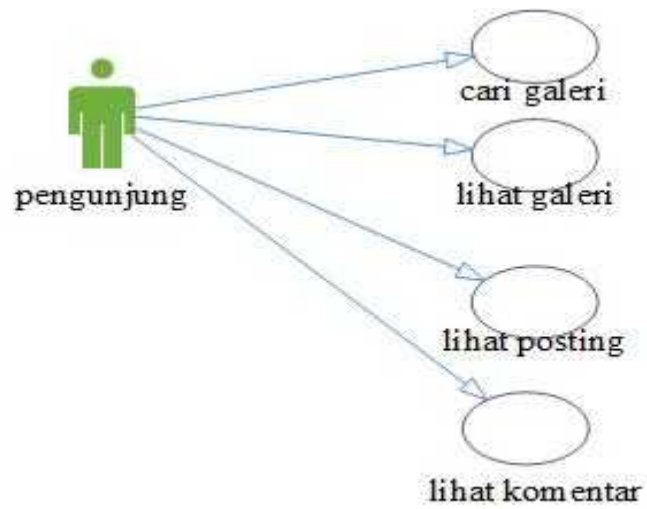 cari galeri
pengunjung
lihat galeri
lihat posting
lihat komentar